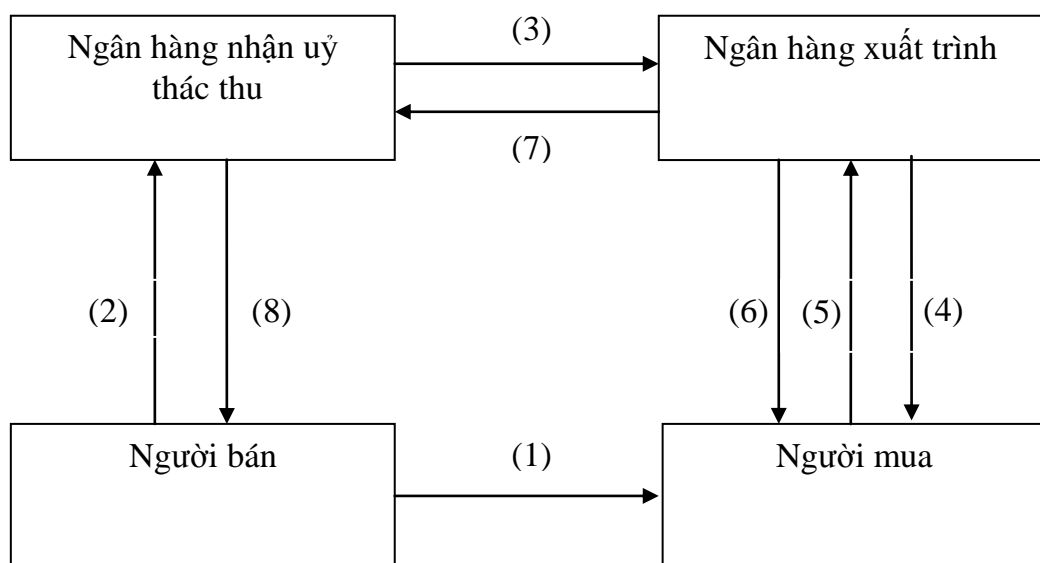 Ngân hàng nhận uỷ
thác thu
(3)
Ngân hàng xuất trình
(7)
(2)
(8)
(6)
(5)
(4)
Người bán
(1)
Người mua